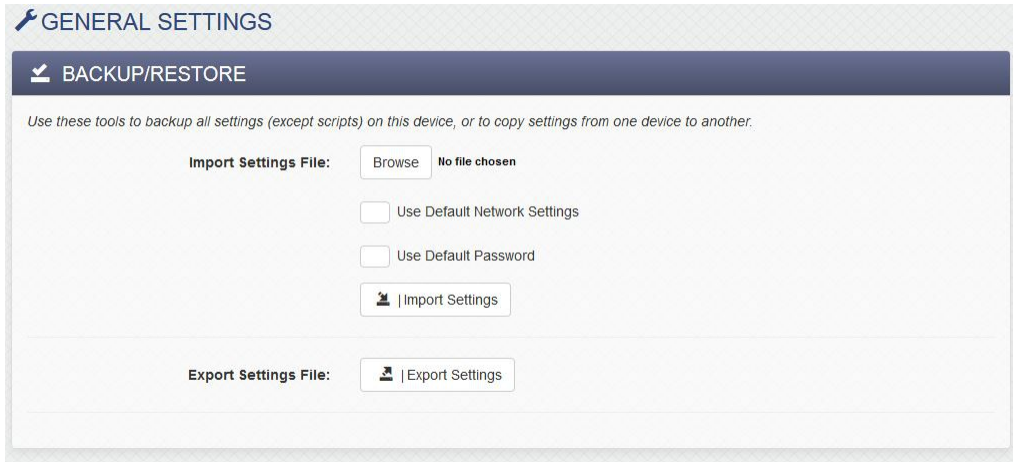 GENERAL SETTINGS
BACKUP/RESTORE
Use these tools to backup all settings (except scripts) on this device, or to copy settings from one device to another.
Import Settings File: Browse No file chosen
Use Default Network Settings
Use Default Password
| Import Settings
Export Settings File: | Export Settings